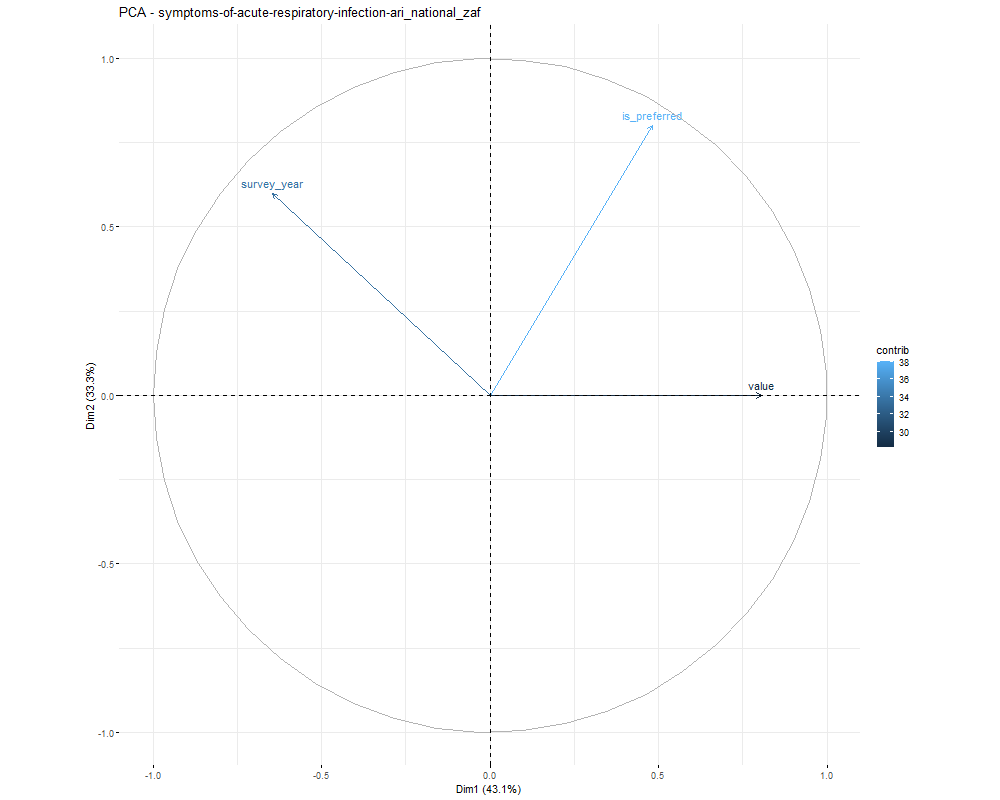 PCA - symptoms-of-acute-respiratory-infection-ari_national_zaf
1.0
is_preferred
survey_year
0.5
contrib
38
36
34
32
30
value
0.0
Dim2 (33.3%)
-0.5
-1.0
-1.0
-0.5
0.0
0.5
1.0
Dim1 (43.1%)